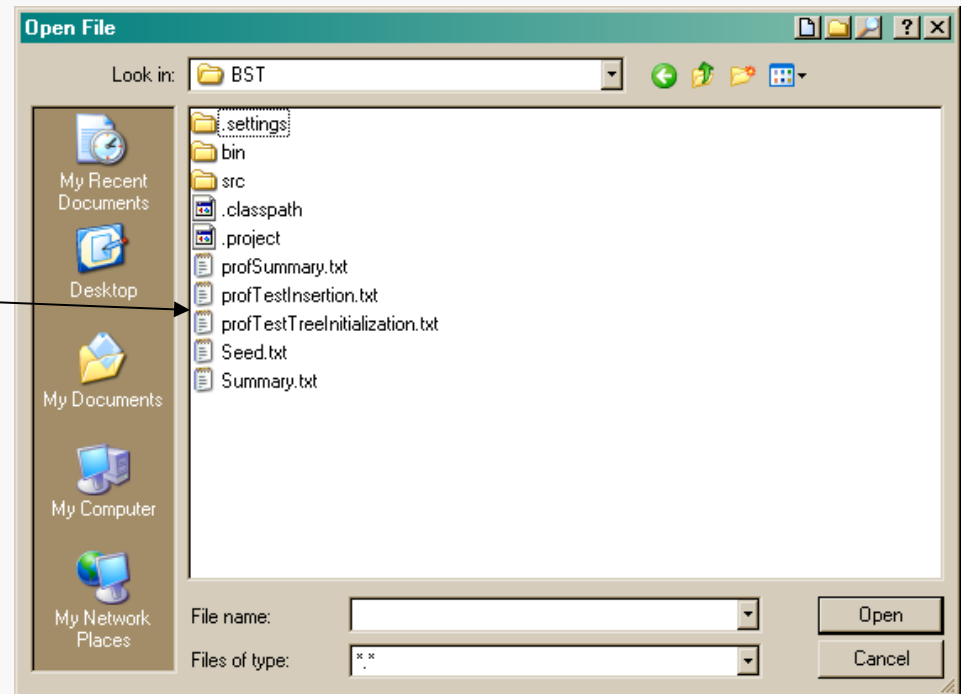 Open File
Look in:
BST
My Recent
Documents
Desktop
My Documents
My Computer
My Network
Places
.settings
bin
src
.classpath
.project
profSummary.txt
profTestInsertion.txt
profTestTreeInitialization.txt
Seed.txt
Summary.txt
File name:
Open
Files of type:
*.*
Cancel